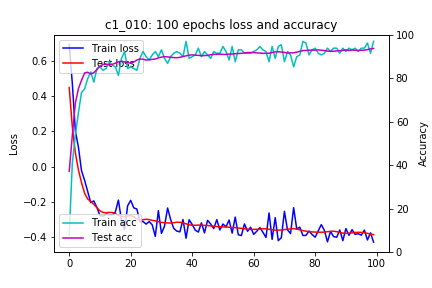 c1_010: 100 epochs loss and accuracy
Train loss
Test loss
Train acc
Test acc
Loss
Accuracy
0.6
0.4
0.2
0.0
−0.2
−0.4
100
80
60
40
20
0
0 20 40 60 80 100